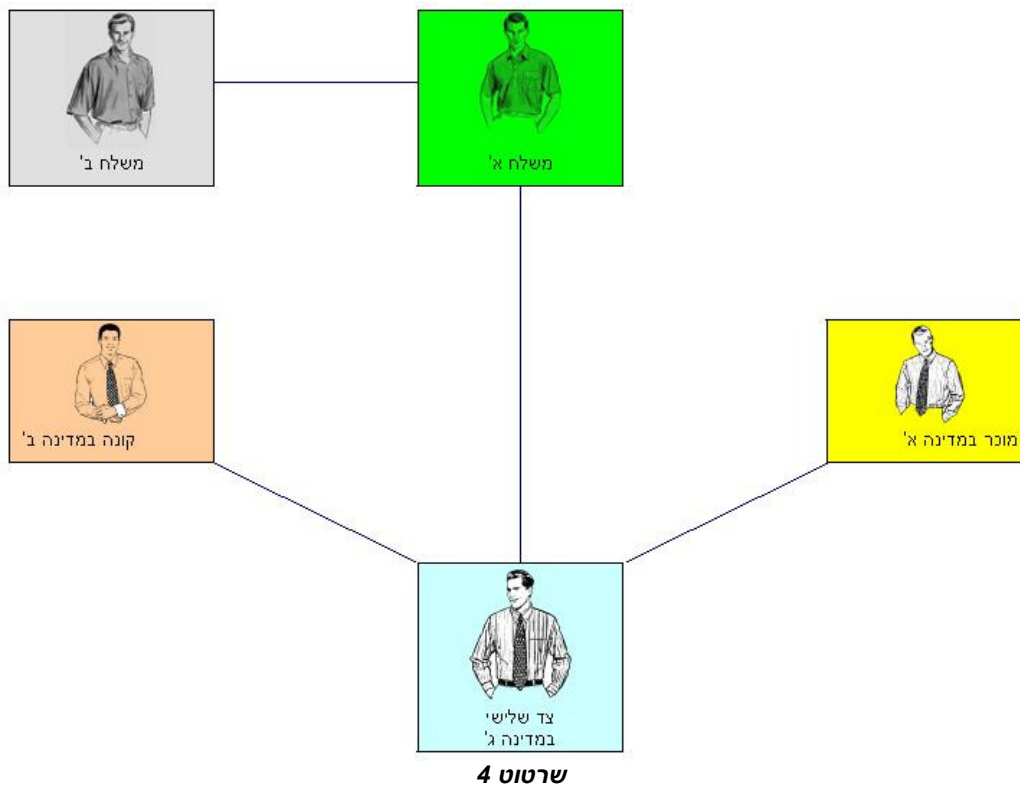 משלח א'
משלח ב'
מוכר במדינה א'
קונה במדינה ב'
צד שלישי
במדינה ג'
שרטוט 4